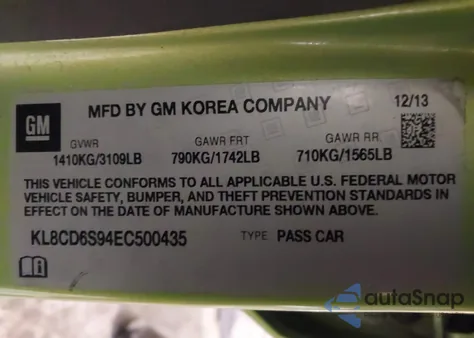 GM
MFD BY GM KOREA COMPANY
12/13
GVWR GAWR FRT GAWR RR.
1410KG/3109LB 790KG/1742LB 710KG/1565LB
THIS VEHICLE CONFORMS TO ALL APPLICABLE U.S. FEDERAL MOTOR
VEHICLE SAFETY, BUMPER, AND THEFT PREVENTION STANDARDS IN
EFFECT ON THE DATE OF MANUFACTURE SHOWN ABOVE.
KL8CD6S94EC500435 TYPE PASS CAR
autoSnap